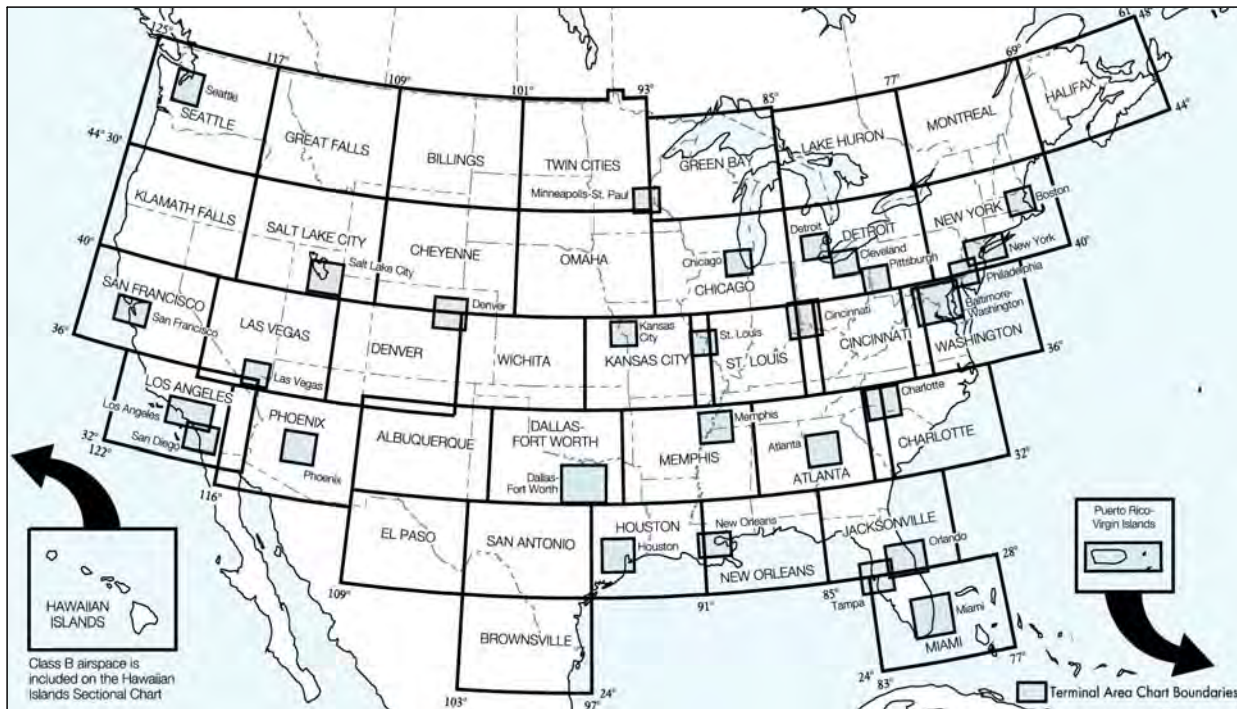 125°
117°
109°
101°
93°
85°
77°
69°
61°
48°
Seattle
SEATTLE
GREAT FALLS
BILLINGS
TWIN CITIES
GREEN BAY
LAKE HURON
MONTREAL
HALIFAX
44°
44° 30'
Minneapolis-St. Paul
KLAMATH FALLS
SALT LAKE CITY
Salt Lake City
CHEYENNE
OMAHA
Chicago
CHICAGO
Detroit
DETROIT
Cleveland
Pittsburgh
NEW YORK
Boston
New York
40°
Philadelphia
Baltimore-
Washington
40°
SAN FRANCISCO
San Francisco
LAS VEGAS
Las Vegas
Denver
DENVER
WICHITA
Kansas
City
KANSAS CITY
St. Louis
ST. LOUIS
Cincinnati
CINCINNATI
WASHINGTON
36°
36°
LOS ANGELES
Los Angeles
San Diego
PHOENIX
Phoenix
ALBUQUERQUE
DALLAS-
FORT WORTH
Dallas-
Fort Worth
Memphis
MEMPHIS
Atlanta
ATLANTA
Charlotte
CHARLOTTE
32°
32°
122°
116°
EL PASO
SAN ANTONIO
HOUSTON
Houston
New Orleans
NEW ORLEANS
JACKSONVILLE
Orlando
28°
109°
91°
85°
Tampa
Miami
MIAMI
BROWNSVILLE
103°
97°
24°
24°
83°
77°
HAWAIIAN
ISLANDS
Class B airspace is
included on the Hawaiian
Islands Sectional Chart
Puerto Rico-
Virgin Islands
Terminal Area Chart Boundaries